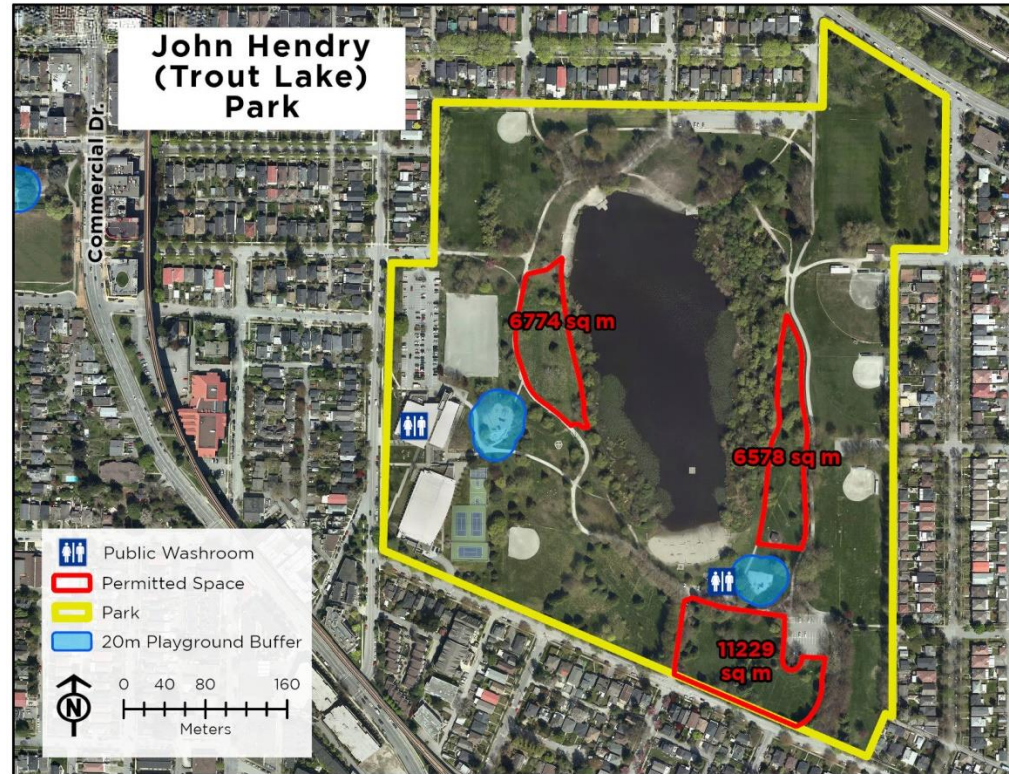 John Hendry
(Trout Lake)
Park
Commercial Dr.
6774 sq m
6578 sq m
11229
sq m
Public Washroom
Permitted Space
Park
20m Playground Buffer
N
0 40 80 160
Meters